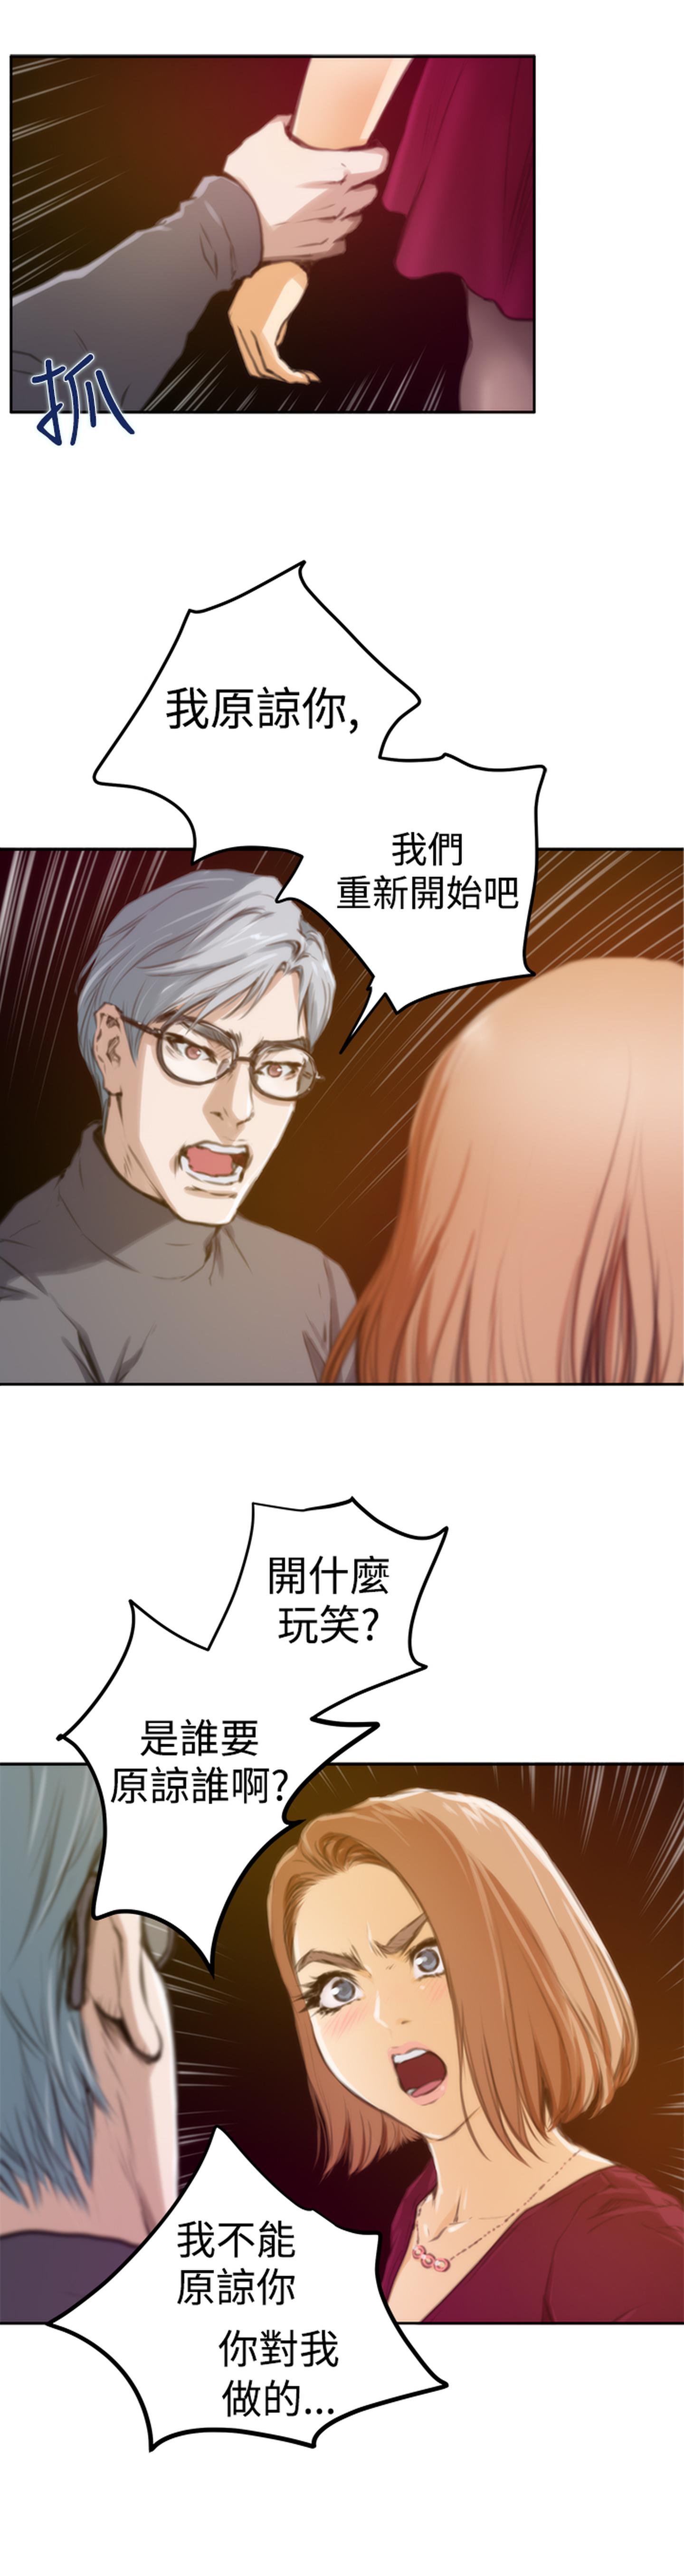 抓
我原諒你,
我們
重新開始吧
開什麼
玩笑?
是誰要
原諒誰啊?
我不能
原諒你
你對我
做的...